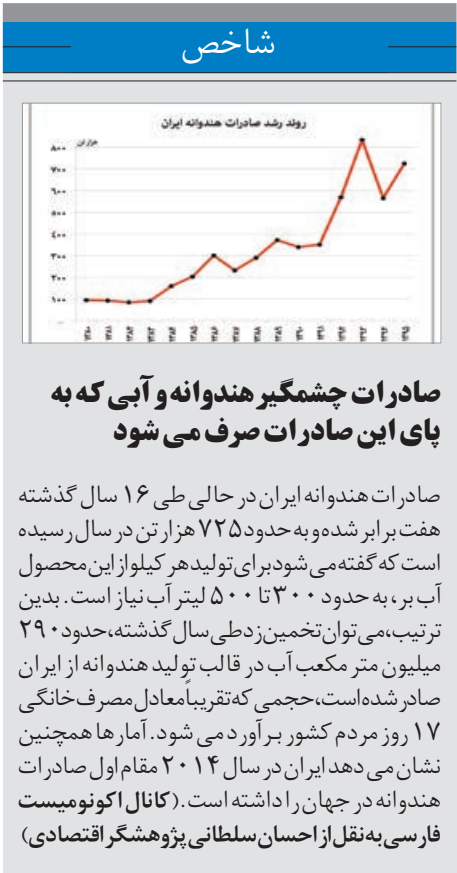 شاخص
روند رشد صادرات هندوانه ایران
هزار تن
۸۰۰
۷۰۰
۶۰۰
۵۰۰
۴۰۰
۳۰۰
۲۰۰
۱۰۰
صادرات چشمگیر هندوانه و آبی که به
پای این صادرات صرف می شود
صادرات هندوانه ایران در حالی طی ۱۶ سال گذشته
هفت برابر شده و به حدود ۷۲۵ هزار تن در سال رسیده
است که گفته می شود برای تولید هر کیلو از این محصول
آب بر، به حدود ۳۰۰ تا ۵۰۰ لیتر آب نیاز است. بدین
ترتیب، می توان تخمین زد طی سال گذشته، حدود ۲۹۰
میلیون متر مکعب آب در قالب تولید هندوانه از ایران
صادر شده است، حجمی که تقریباً معادل مصرف خانگی
۱۷ روز مردم کشور برآورد می شود. آمارها همچنین
نشان می دهد ایران در سال ۲۰۱۴ مقام اول صادرات
هندوانه در جهان را داشته است. (کانال اکونومیست
فارسی به نقل از احسان سلطانی پژوهشگر اقتصادی)